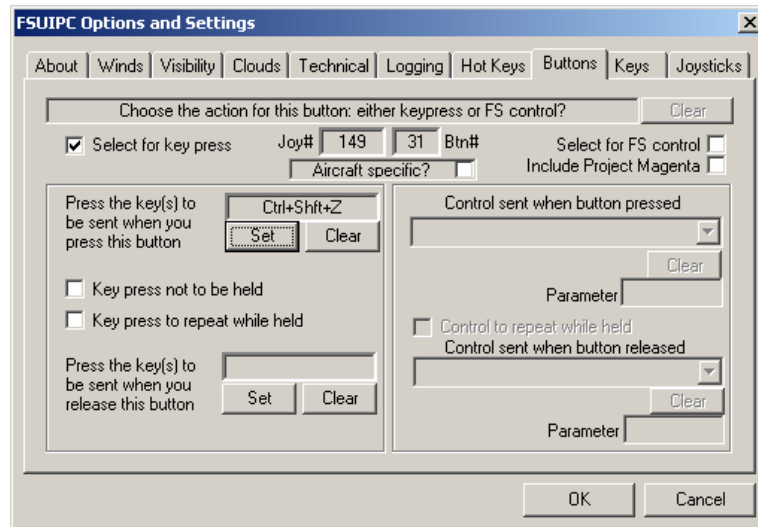 FSUIPC Options and Settings
About Winds Visibility Clouds Technical Logging Hot Keys Buttons Keys Joysticks
Choose the action for this button: either keypress or FS control? Clear
Select for key press Joy# 149 31 Btn# Select for FS control
Aircraft specific? Include Project Magenta
Press the key(s) to
be sent when you
press this button
Ctrl+Shft+Z
Set Clear
Key press not to be held
Key press to repeat while held
Press the key(s) to
be sent when you
release this button
Set Clear
Control sent when button pressed
Clear
Parameter
Control to repeat while held
Control sent when button released
Clear
Parameter
OK Cancel